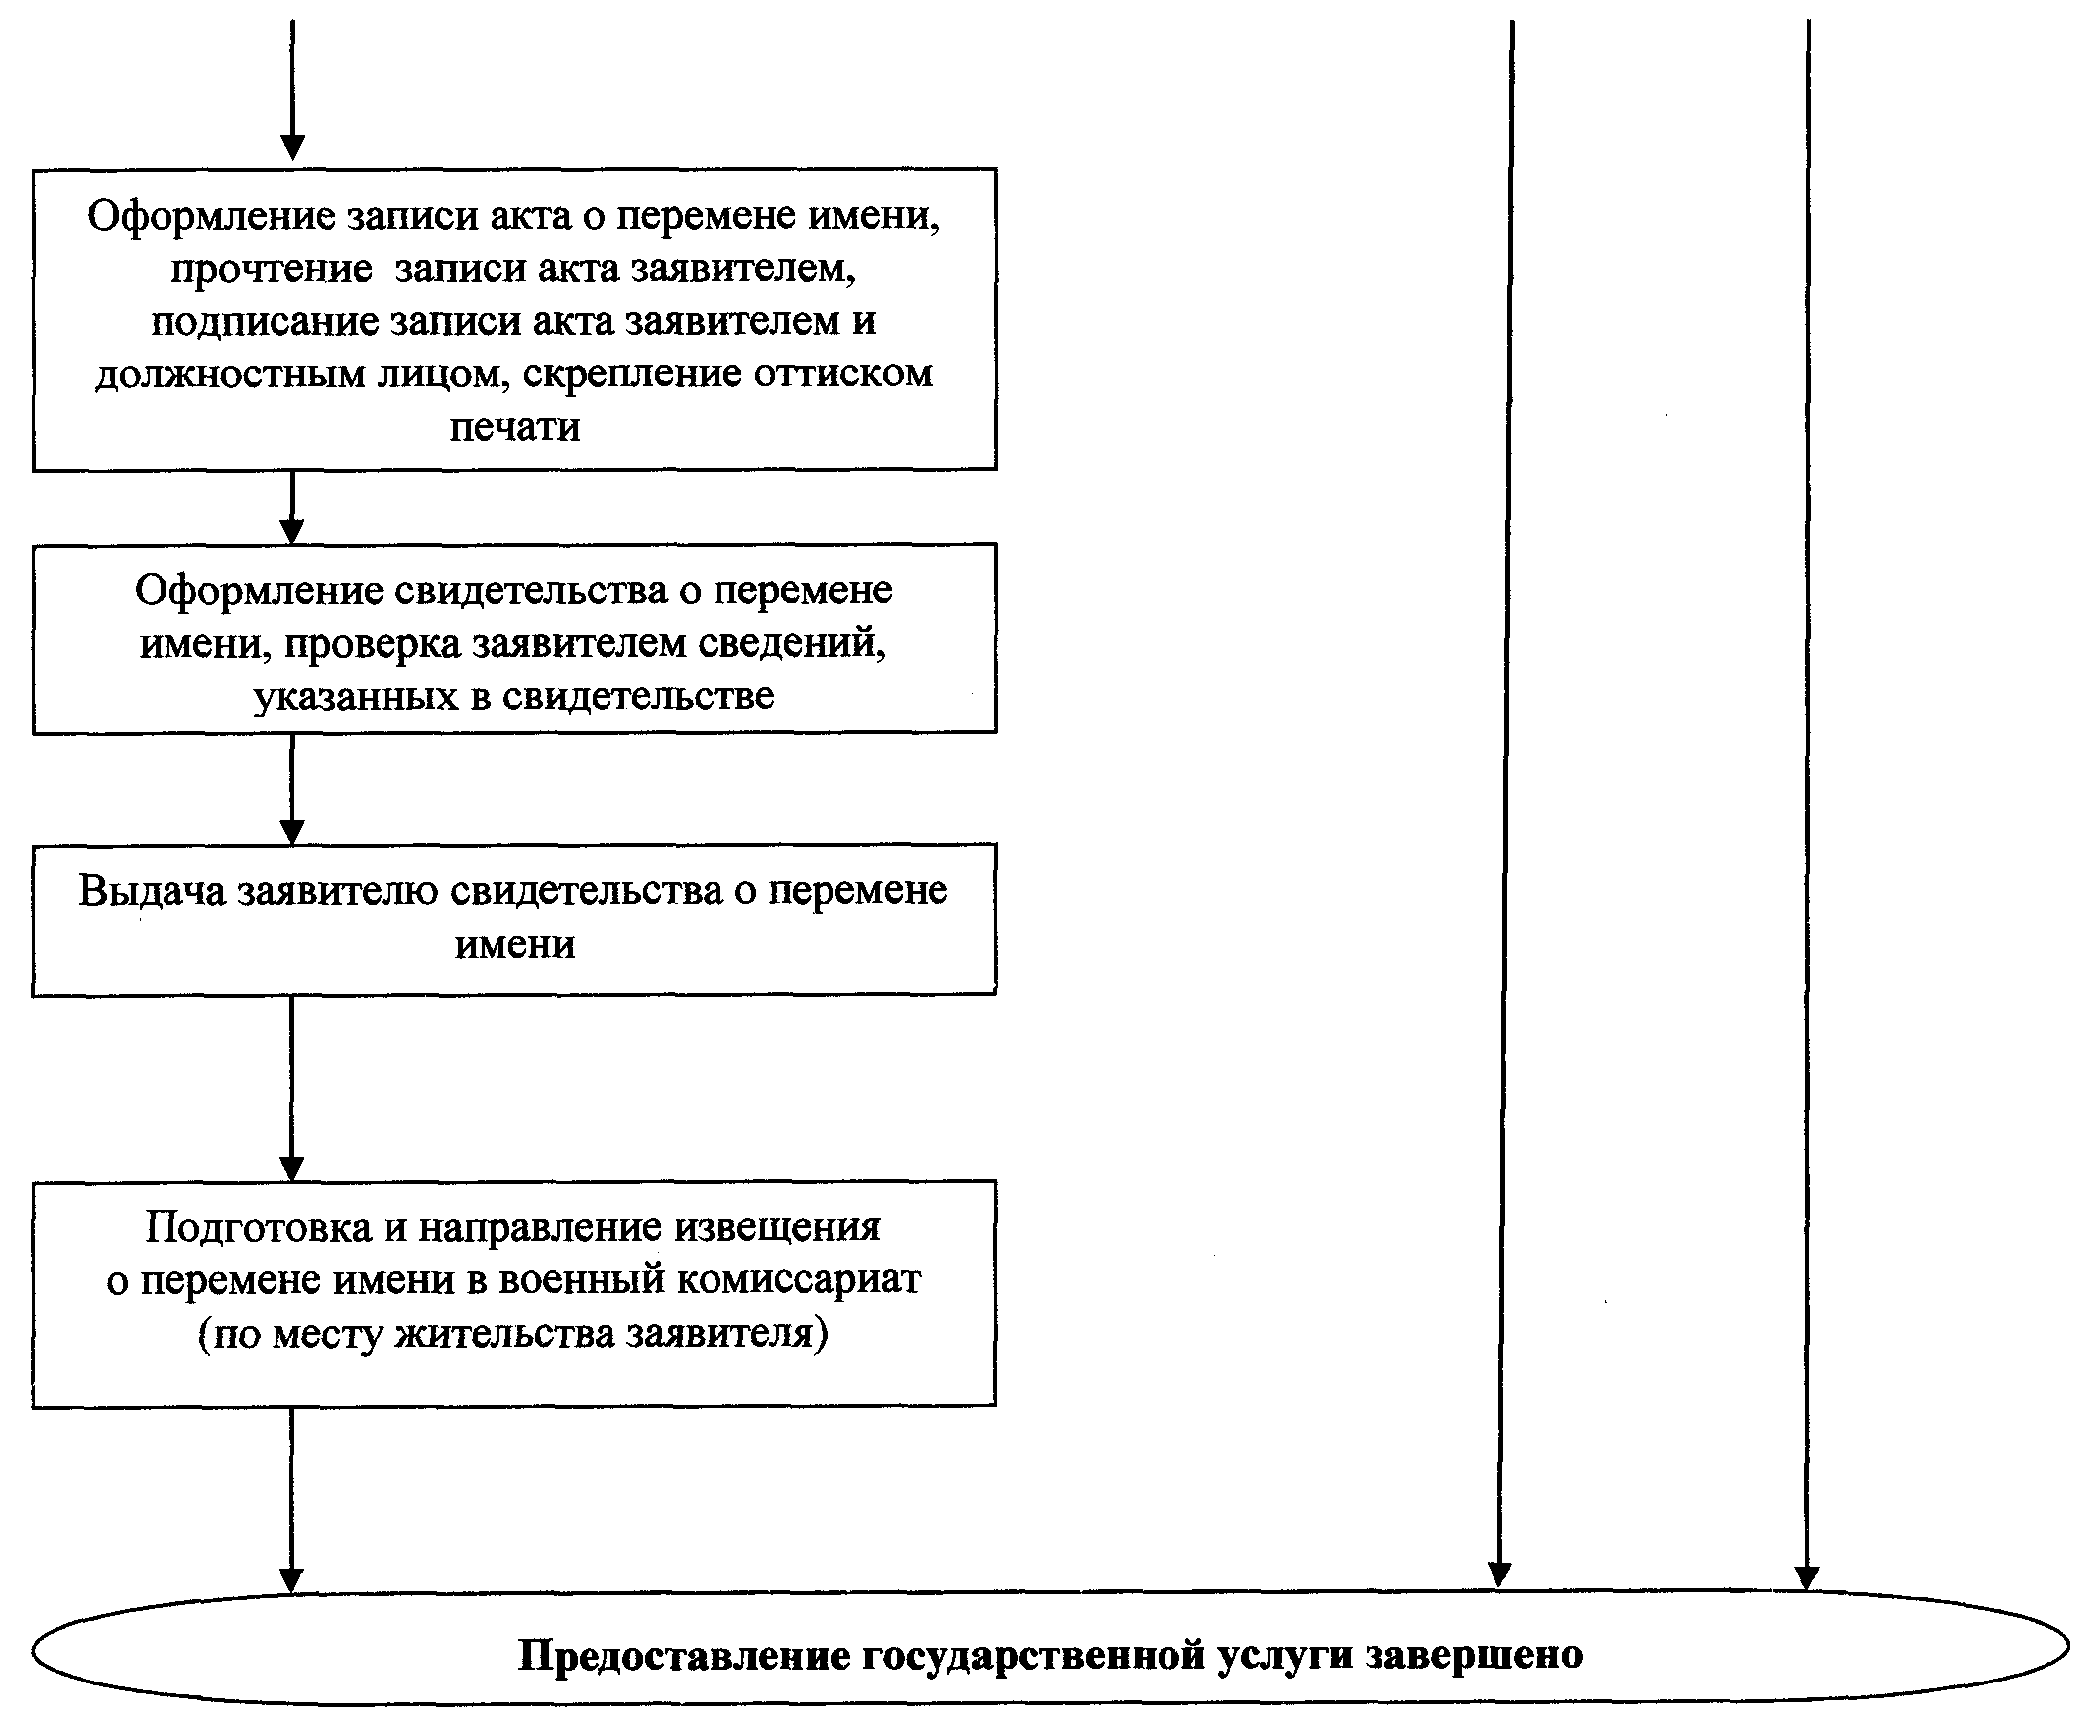 Оформление записи акта о перемене имени,
прочтение записи акта заявителем,
подписание записи акта заявителем и
должностным лицом, скрепление оттиском
печати
Оформление свидетельства о перемене
имени, проверка заявителем сведений,
указанных в свидетельстве
Выдача заявителю свидетельства о перемене
имени
Подготовка и направление извещения
о перемене имени в военный комиссариат
(по месту жительства заявителя)
Предоставление государственной услуги завершено